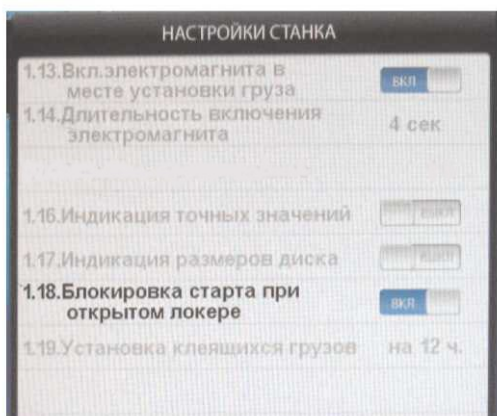 НАСТРОЙКИ СТАНКА
1.13.Вкл.электромагнита в
месте установки груза
ВКЛ
1.14.Длительность включения
электромагнита
4 сек
1.16.Индикация точных значений
ВЫКЛ
1.17.Индикация размеров диска
ВЫКЛ
1.18.Блокировка старта при
открытом локере
ВКЛ
1.19.Установка клеящихся грузов
на 12 ч.